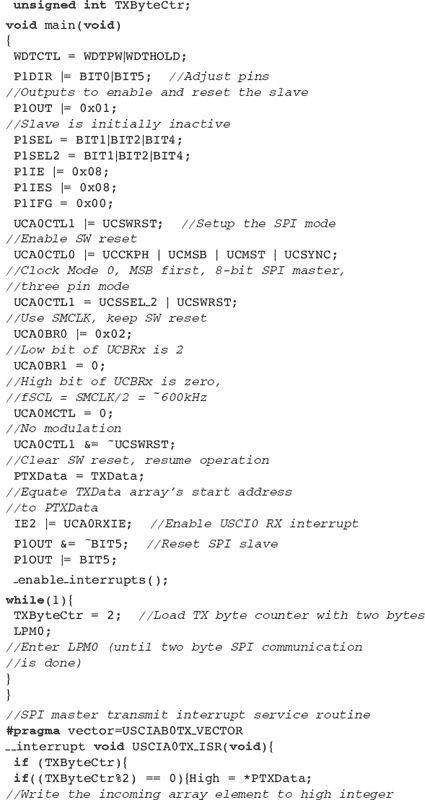 unsigned int TXByteCtr;
void main(void)
{
WDTCTL = WDTPW|WDTHOLD;
P1DIR |= BIT0|BIT5;  //Adjust pins
//Outputs to enable and reset the slave
P1OUT |= 0x01;
//Slave is initially inactive
P1SEL = BIT1|BIT2|BIT4;
P1SEL2 = BIT1|BIT2|BIT4;
P1IE |= 0x08;
P1IES |= 0x08;
P1IFG = 0x00;
UCA0CTL1 |= UCSWRST;  //Setup the SPI mode
//Enable SW reset
UCA0CTL0 |= UCCKPH | UCMSB | UCMST | UCSYNC;
//Clock Mode 0, MSB first, 8-bit SPI master,
//three pin mode
UCA0CTL1 = UCSSEL_2 | UCSWRST;
//Use SMCLK, keep SW reset
UCA0BR0 |= 0x02;
//Low bit of UCBRx is 2
UCA0BR1 = 0;
//High bit of UCBRx is zero,
//fSCL = SMCLK/2 = ~600kHz
UCA0MCTL = 0;
//No modulation
UCA0CTL1 &= ~UCSWRST;
//Clear SW reset, resume operation
PTXData = TXData;
//Equate TXData array's start address
//to PTXData
IE2 |= UCA0RXIE;  //Enable USCI0 RX interrupt
P1OUT &= ~BIT5;  //Reset SPI slave
P1OUT |= BIT5;
_enable_interrupts();
while(1){
TXByteCtr = 2;  //Load TX byte counter with two bytes
LPM0;
//Enter LPM0 (until two byte SPI communication
//is done)
}
}
//SPI master transmit interrupt service routine
#pragma vector=USCIAB0TX_VECTOR
__interrupt void USCIA0TX_ISR(void){
if (TXByteCtr){
if((TXByteCtr%2) == 0){High = *PTXData;
//Write the incoming array element to high integer